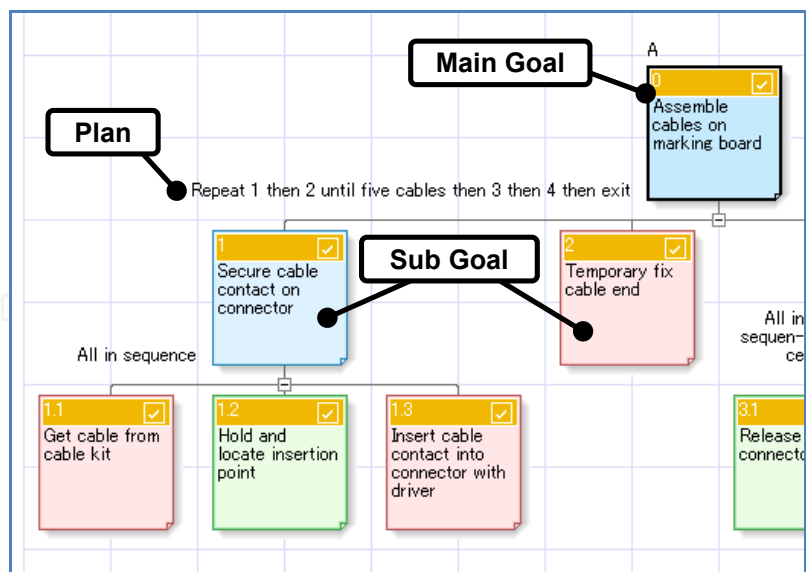 A
Main Goal
0
Assemble
cables on
marking board
Plan
Repeat 1 then 2 until five cables then 3 then 4 then exit
1
Secure cable
contact on
connector
Sub Goal
2
Temporary fix
cable end
All in sequence
All in
sequen-
ce
1.1
Get cable from
cable kit
1.2
Hold and
locate insertion
point
1.3
Insert cable
contact into
connector with
driver
3.1
Release
connecto